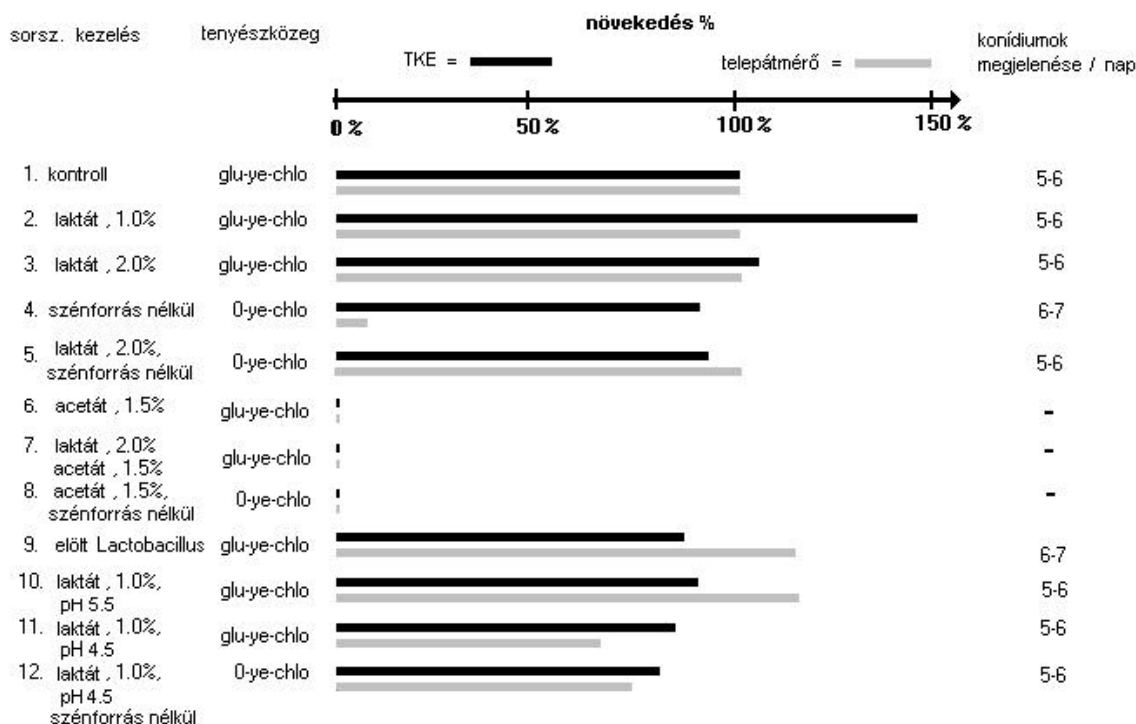 növekedés %
sorsz. kezelés tenyészközeg konídiumok
TKE = telepátmérő = megjelenése / nap
0 % 50 % 100 % 150 %
1. kontroll glu-ye-chlo 5-6
2. laktát , 1.0% glu-ye-chlo 5-6
3. laktát , 2.0% glu-ye-chlo 5-6
4. szénforrás nélkül 0-ye-chlo 6-7
5. laktát , 2.0%,
szénforrás nélkül 0-ye-chlo 5-6
6. acetát , 1.5% glu-ye-chlo -
7. laktát , 2.0%
acetát , 1.5% glu-ye-chlo -
8. acetát , 1.5%,
szénforrás nélkül 0-ye-chlo -
9. elölt Lactobacillus glu-ye-chlo 6-7
10. laktát , 1.0%, glu-ye-chlo 5-6
pH 5.5
11. laktát , 1.0%, glu-ye-chlo 5-6
pH 4.5
12. laktát , 1.0%, 0-ye-chlo 5-6
pH 4.5
szénforrás nélkül